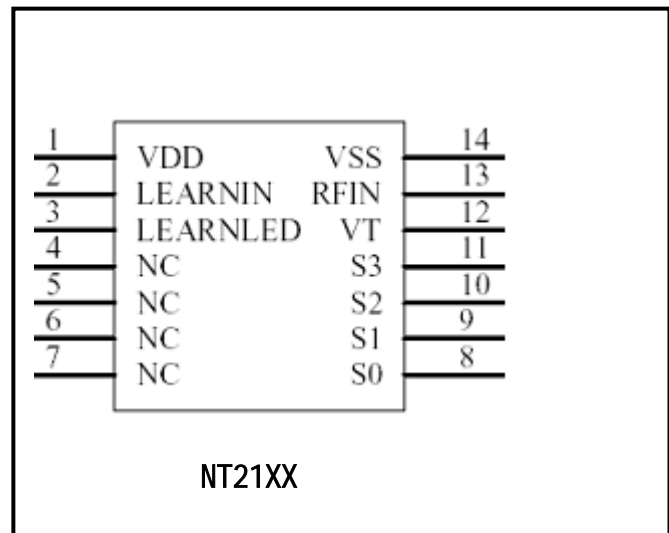 1 VDD VSS 14
2 LEARNIN RFIN 13
3 LEARNLED VT 12
4 NC S3 11
5 NC S2 10
6 NC S1 9
7 NC S0 8
NT21XX